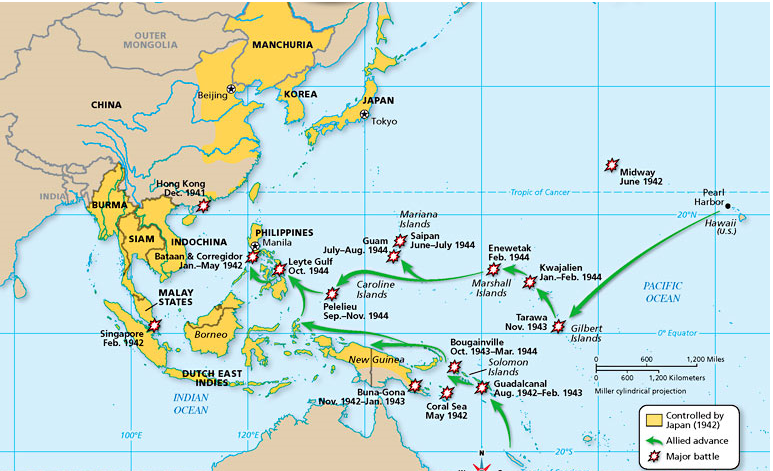 OUTER
MONGOLIA
MANCHURIA
Beijing
KOREA
JAPAN
Tokyo
CHINA
Midway
June 1942
INDIA
Hong Kong
Dec. 1941
Tropic of Cancer
Pearl
Harbor
20°N
Hawaii
(U.S.)
BURMA
Mariana
Islands
PHILIPPINES
Manila
Saipan
June–July 1944
Guam
July–Aug. 1944
SIAM
INDOCHINA
Bataan & Corregidor
Jan.–May 1942
Leyte Gulf
Oct. 1944
Enewetak
Feb. 1944
Kwajalien
Jan.–Feb. 1944
Caroline
Islands
Marshall
Islands
PACIFIC
OCEAN
MALAY
STATES
Pelelieu
Sep.–Nov. 1944
Tarawa
Nov. 1943
Gilbert
Islands
Singapore
Feb. 1942
Borneo
0° Equator
Bougainville
Oct. 1943–Mar. 1944
New Guinea
Solomon
Islands
0 600 1,200 Miles
0 600 1,200 Kilometers
Miller cylindrical projection
DUTCH EAST
INDIES
Buna-Gona
Nov. 1942–Jan. 1943
Guadalcanal
Aug. 1942–Feb. 1943
Coral Sea
May 1942
INDIAN
OCEAN
Controlled by
Japan (1942)
Allied advance
Major battle
100°E
120°E
20°S
N